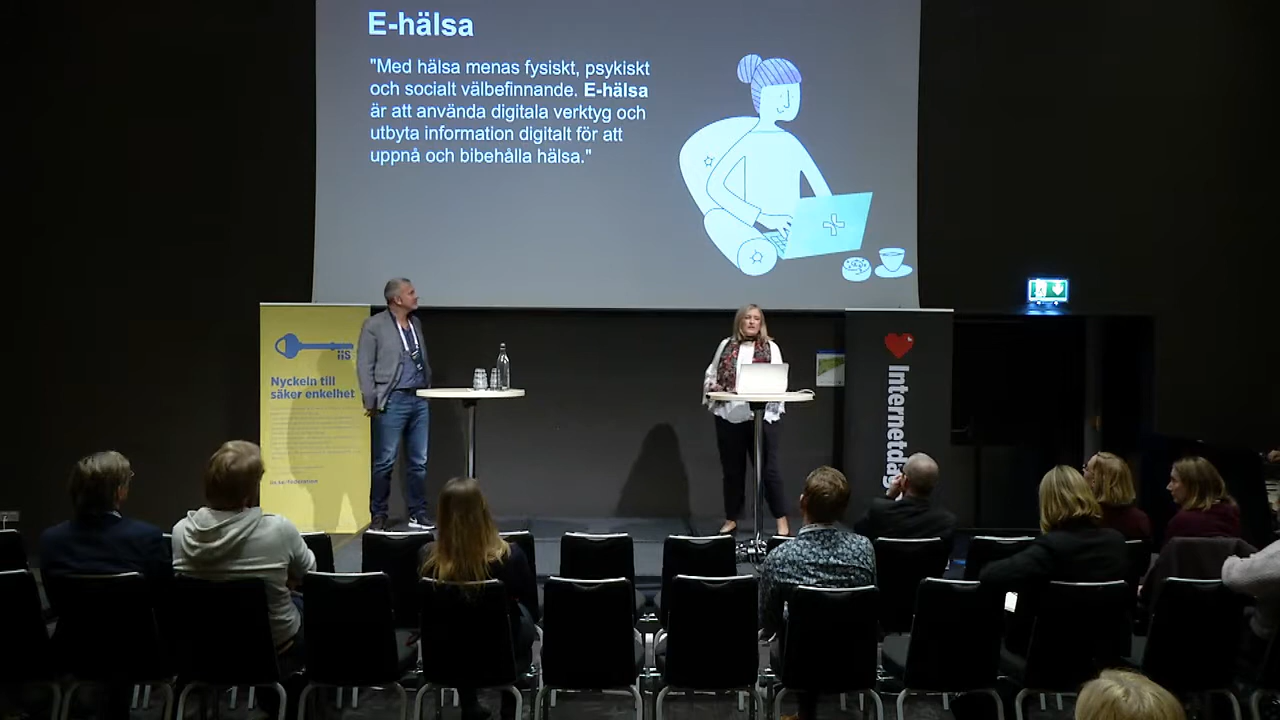 E-hälsa
"Med hälsa menas fysiskt, psykiskt
och socialt välbefinnande. E-hälsa
är att använda digitala verktyg och
utbyta information digitalt för att
uppnå och bibehålla hälsa."
iis
Nyckeln till
säker enkelhet
Internetdag